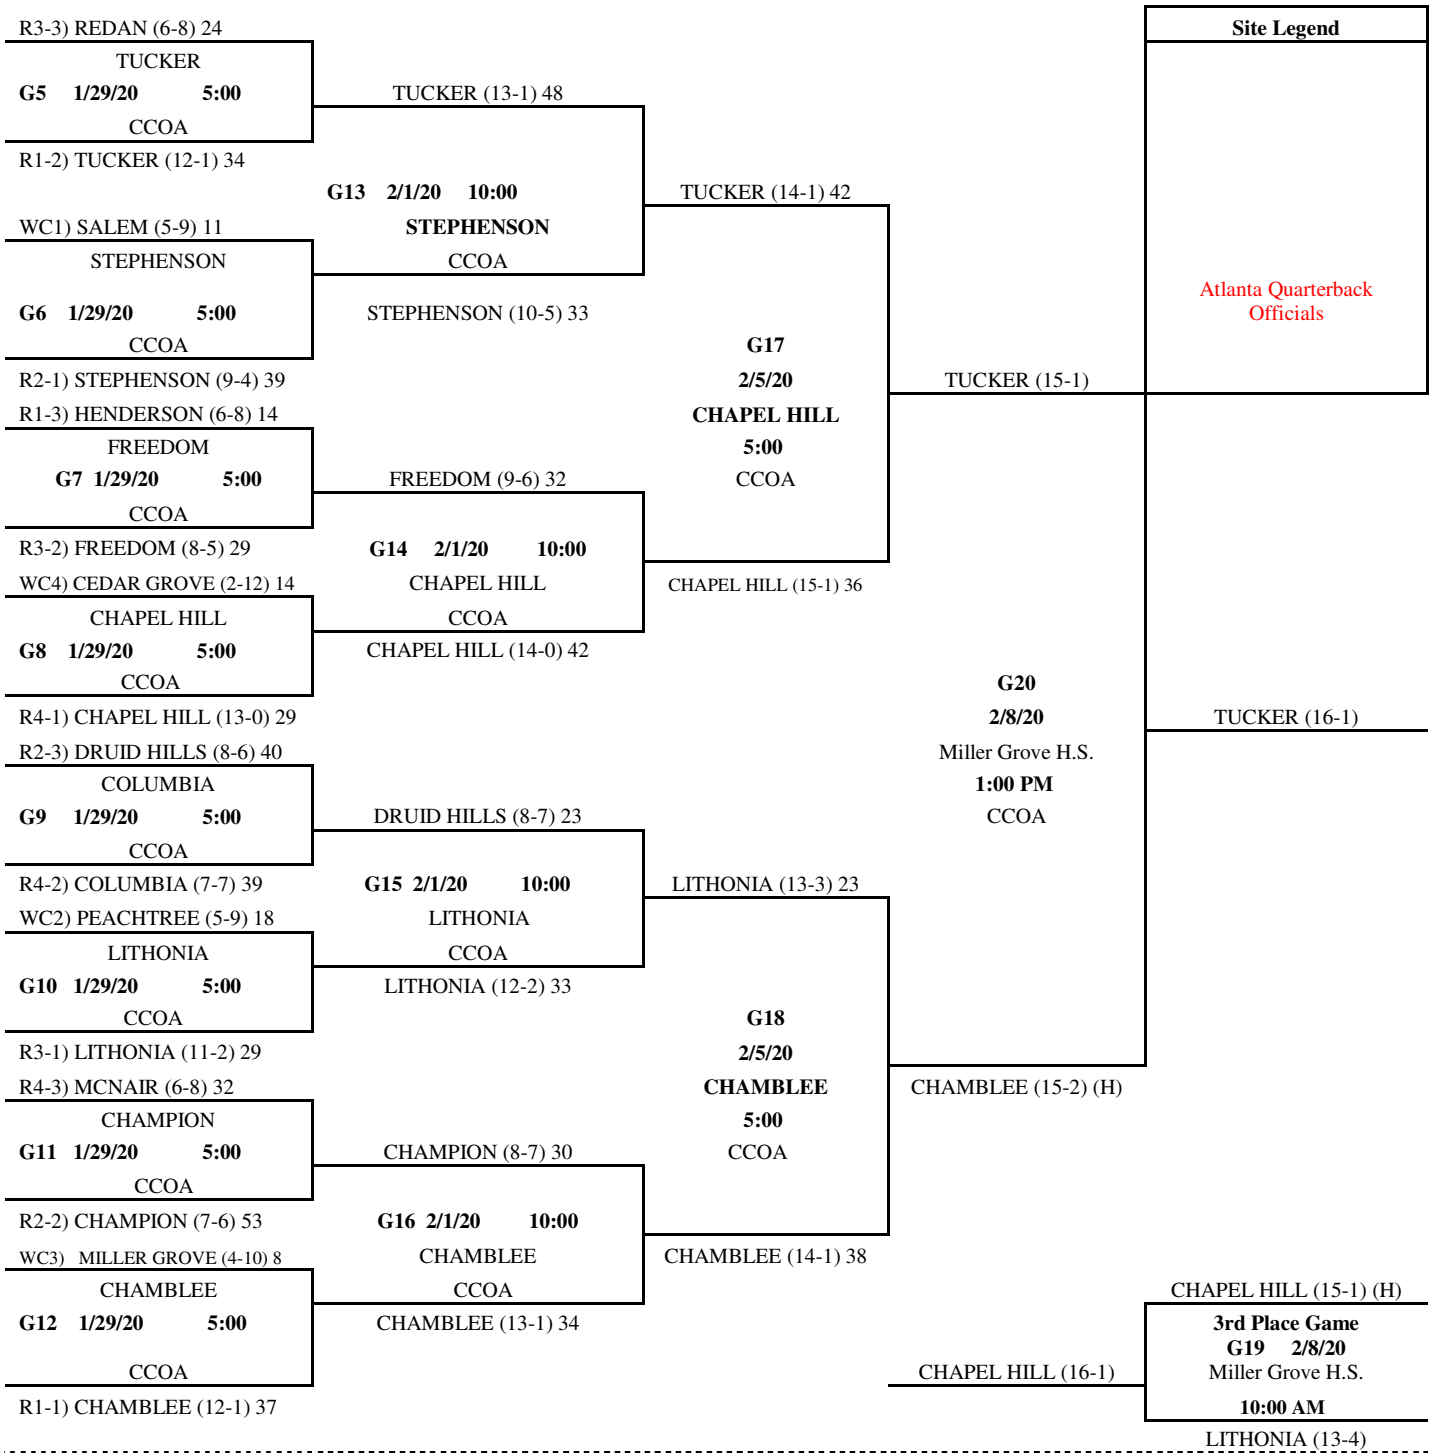 R3-3) REDAN (6-8) 24
TUCKER
G5 1/29/20 5:00
CCOA
R1-2) TUCKER (12-1) 34
WC1) SALEM (5-9) 11
STEPHENSON
G6 1/29/20 5:00
CCOA
R2-1) STEPHENSON (9-4) 39
R1-3) HENDERSON (6-8) 14
FREEDOM
G7 1/29/20 5:00
CCOA
R3-2) FREEDOM (8-5) 29
WC4) CEDAR GROVE (2-12) 14
CHAPEL HILL
G8 1/29/20 5:00
CCOA
R4-1) CHAPEL HILL (13-0) 29
R2-3) DRUID HILLS (8-6) 40
COLUMBIA
G9 1/29/20 5:00
CCOA
R4-2) COLUMBIA (7-7) 39
WC2) PEACHTREE (5-9) 18
LITHONIA
G10 1/29/20 5:00
CCOA
R3-1) LITHONIA (11-2) 29
R4-3) MCNAIR (6-8) 32
CHAMPION
G11 1/29/20 5:00
CCOA
R2-2) CHAMPION (7-6) 53
WC3) MILLER GROVE (4-10) 8
CHAMBLEE
G12 1/29/20 5:00
CCOA
R1-1) CHAMBLEE (12-1) 37
TUCKER (13-1) 48
G13 2/1/20 10:00
STEPHENSON
CCOA
STEPHENSON (10-5) 33
FREEDOM (9-6) 32
G14 2/1/20 10:00
CHAPEL HILL
CCOA
CHAPEL HILL (14-0) 42
DRUID HILLS (8-7) 23
G15 2/1/20 10:00
LITHONIA
CCOA
LITHONIA (12-2) 33
CHAMPION (8-7) 30
G16 2/1/20 10:00
CHAMBLEE
CCOA
CHAMBLEE (13-1) 34
TUCKER (14-1) 42
G17
2/5/20
CHAPEL HILL
5:00
CCOA
CHAPEL HILL (15-1) 36
LITHONIA (13-3) 23
G18
2/5/20
CHAMBLEE
5:00
CCOA
CHAMBLEE (14-1) 38
TUCKER (15-1)
G20
2/8/20
Miller Grove H.S.
1:00 PM
CCOA
CHAMBLEE (15-2) (H)
CHAPEL HILL (16-1)
Site Legend
Atlanta Quarterback
Officials
TUCKER (16-1)
CHAPEL HILL (15-1) (H)
3rd Place Game
G19 2/8/20
Miller Grove H.S.
10:00 AM
LITHONIA (13-4)